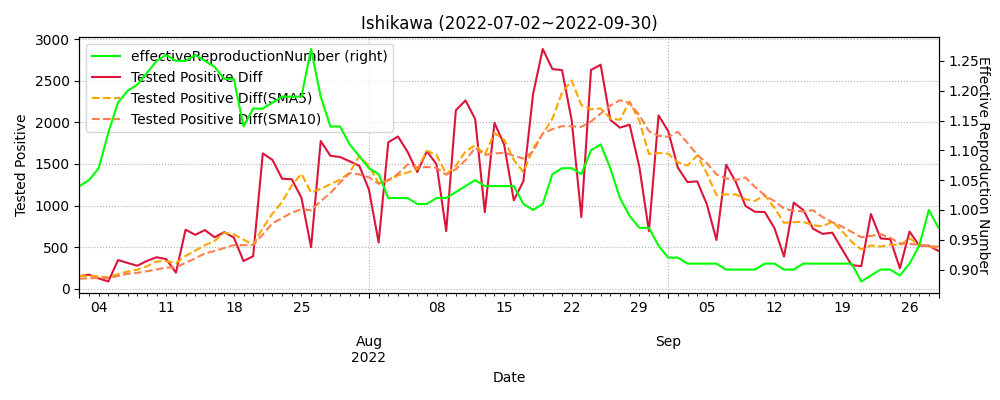 Ishikawa (2022-07-02~2022-09-30)
effectiveReproductionNumber (right)
Tested Positive Diff
Tested Positive Diff(SMA5)
Tested Positive Diff(SMA10)
Tested Positive
3000
2500
2000
1500
1000
500
0
1.25
1.20
1.15
1.10
1.05
1.00
0.95
0.90
Effective Reproduction Number
04 11 18 25 08 15 22 29 05 12 19 26
Aug Sep
2022
Date